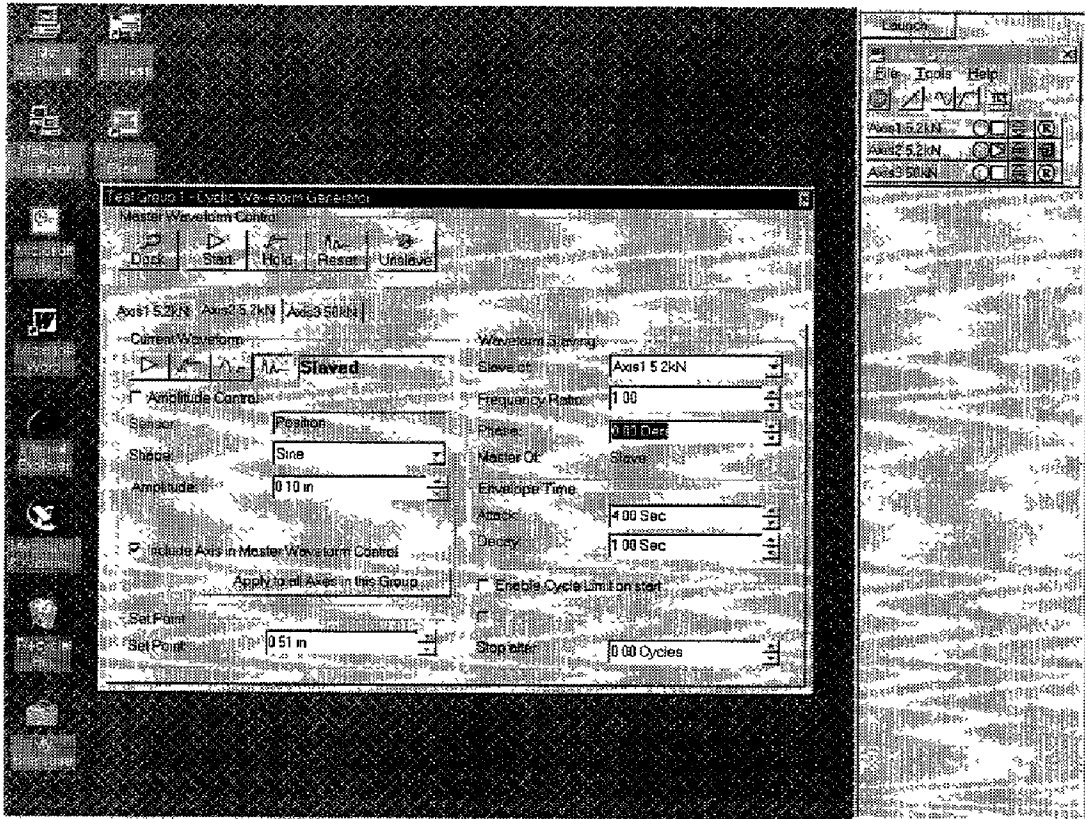 Launch
File Tools Help
Axis1 5.2kN
Axis2 5.2kN
Axis3 50kN
Test Group 1 - Cyclic Waveform Generator
Master Waveform Control
Dock Start Hold Reset Unslave
Axis1 5.2kN Axis2 5.2kN Axis3 50kN
Current Waveform
Slaved
Amplitude Control
Sensor: Position
Shape: Sine
Amplitude: 0.10 in
Include Axis in Master Waveform Control
Apply to all Axes in this Group
Set Point
Set Point: 0.51 in
Waveform Slaving
Slave of: Axis1 5.2kN
Frequency Ratio: 1.00
Phase:
Master Of: Slave
Envelope Time
Attack: 4.00 Sec
Decay: 1.00 Sec
Enable Cycle Limit on start
Stop after: 0.00 Cycles